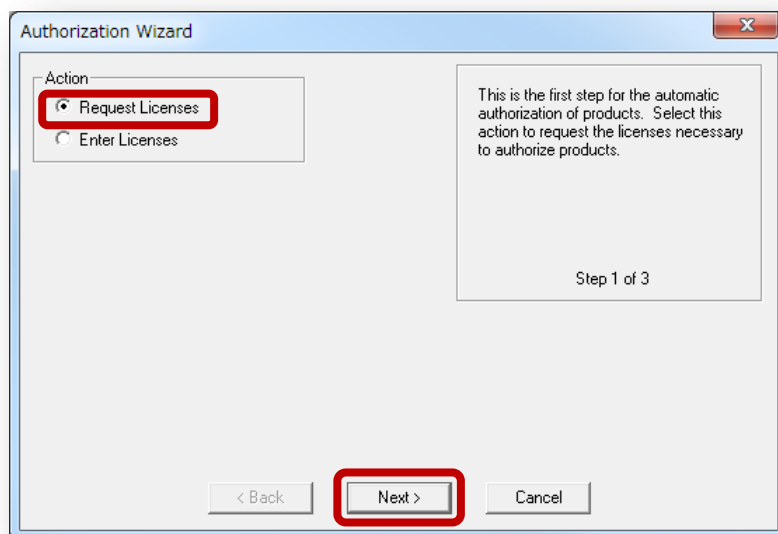 Authorization Wizard
Action
Request Licenses
Enter Licenses
This is the first step for the automatic
authorization of products. Select this
action to request the licenses necessary
to authorize products.
Step 1 of 3
< Back
Next >
Cancel